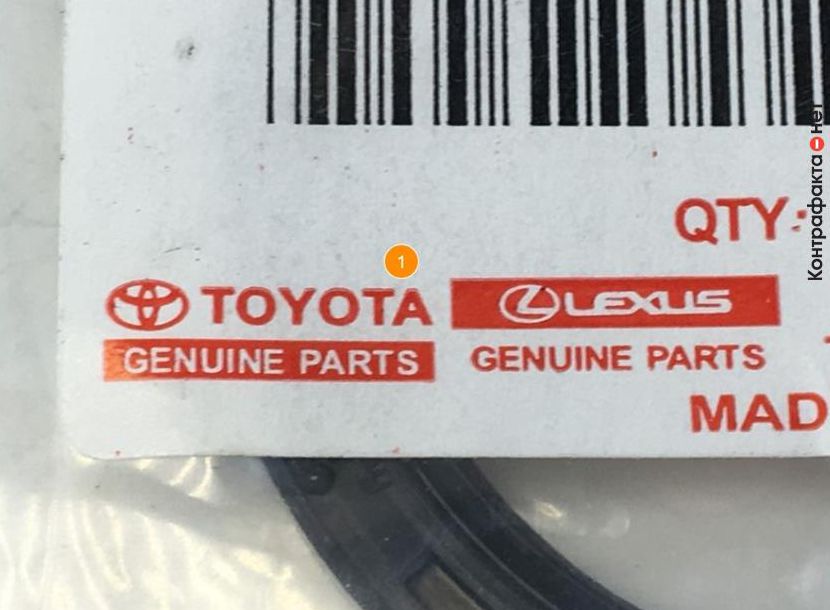 QTY:
1
TOYOTA
LEXUS
GENUINE PARTS
GENUINE PARTS
MAD
Контрафакта нет